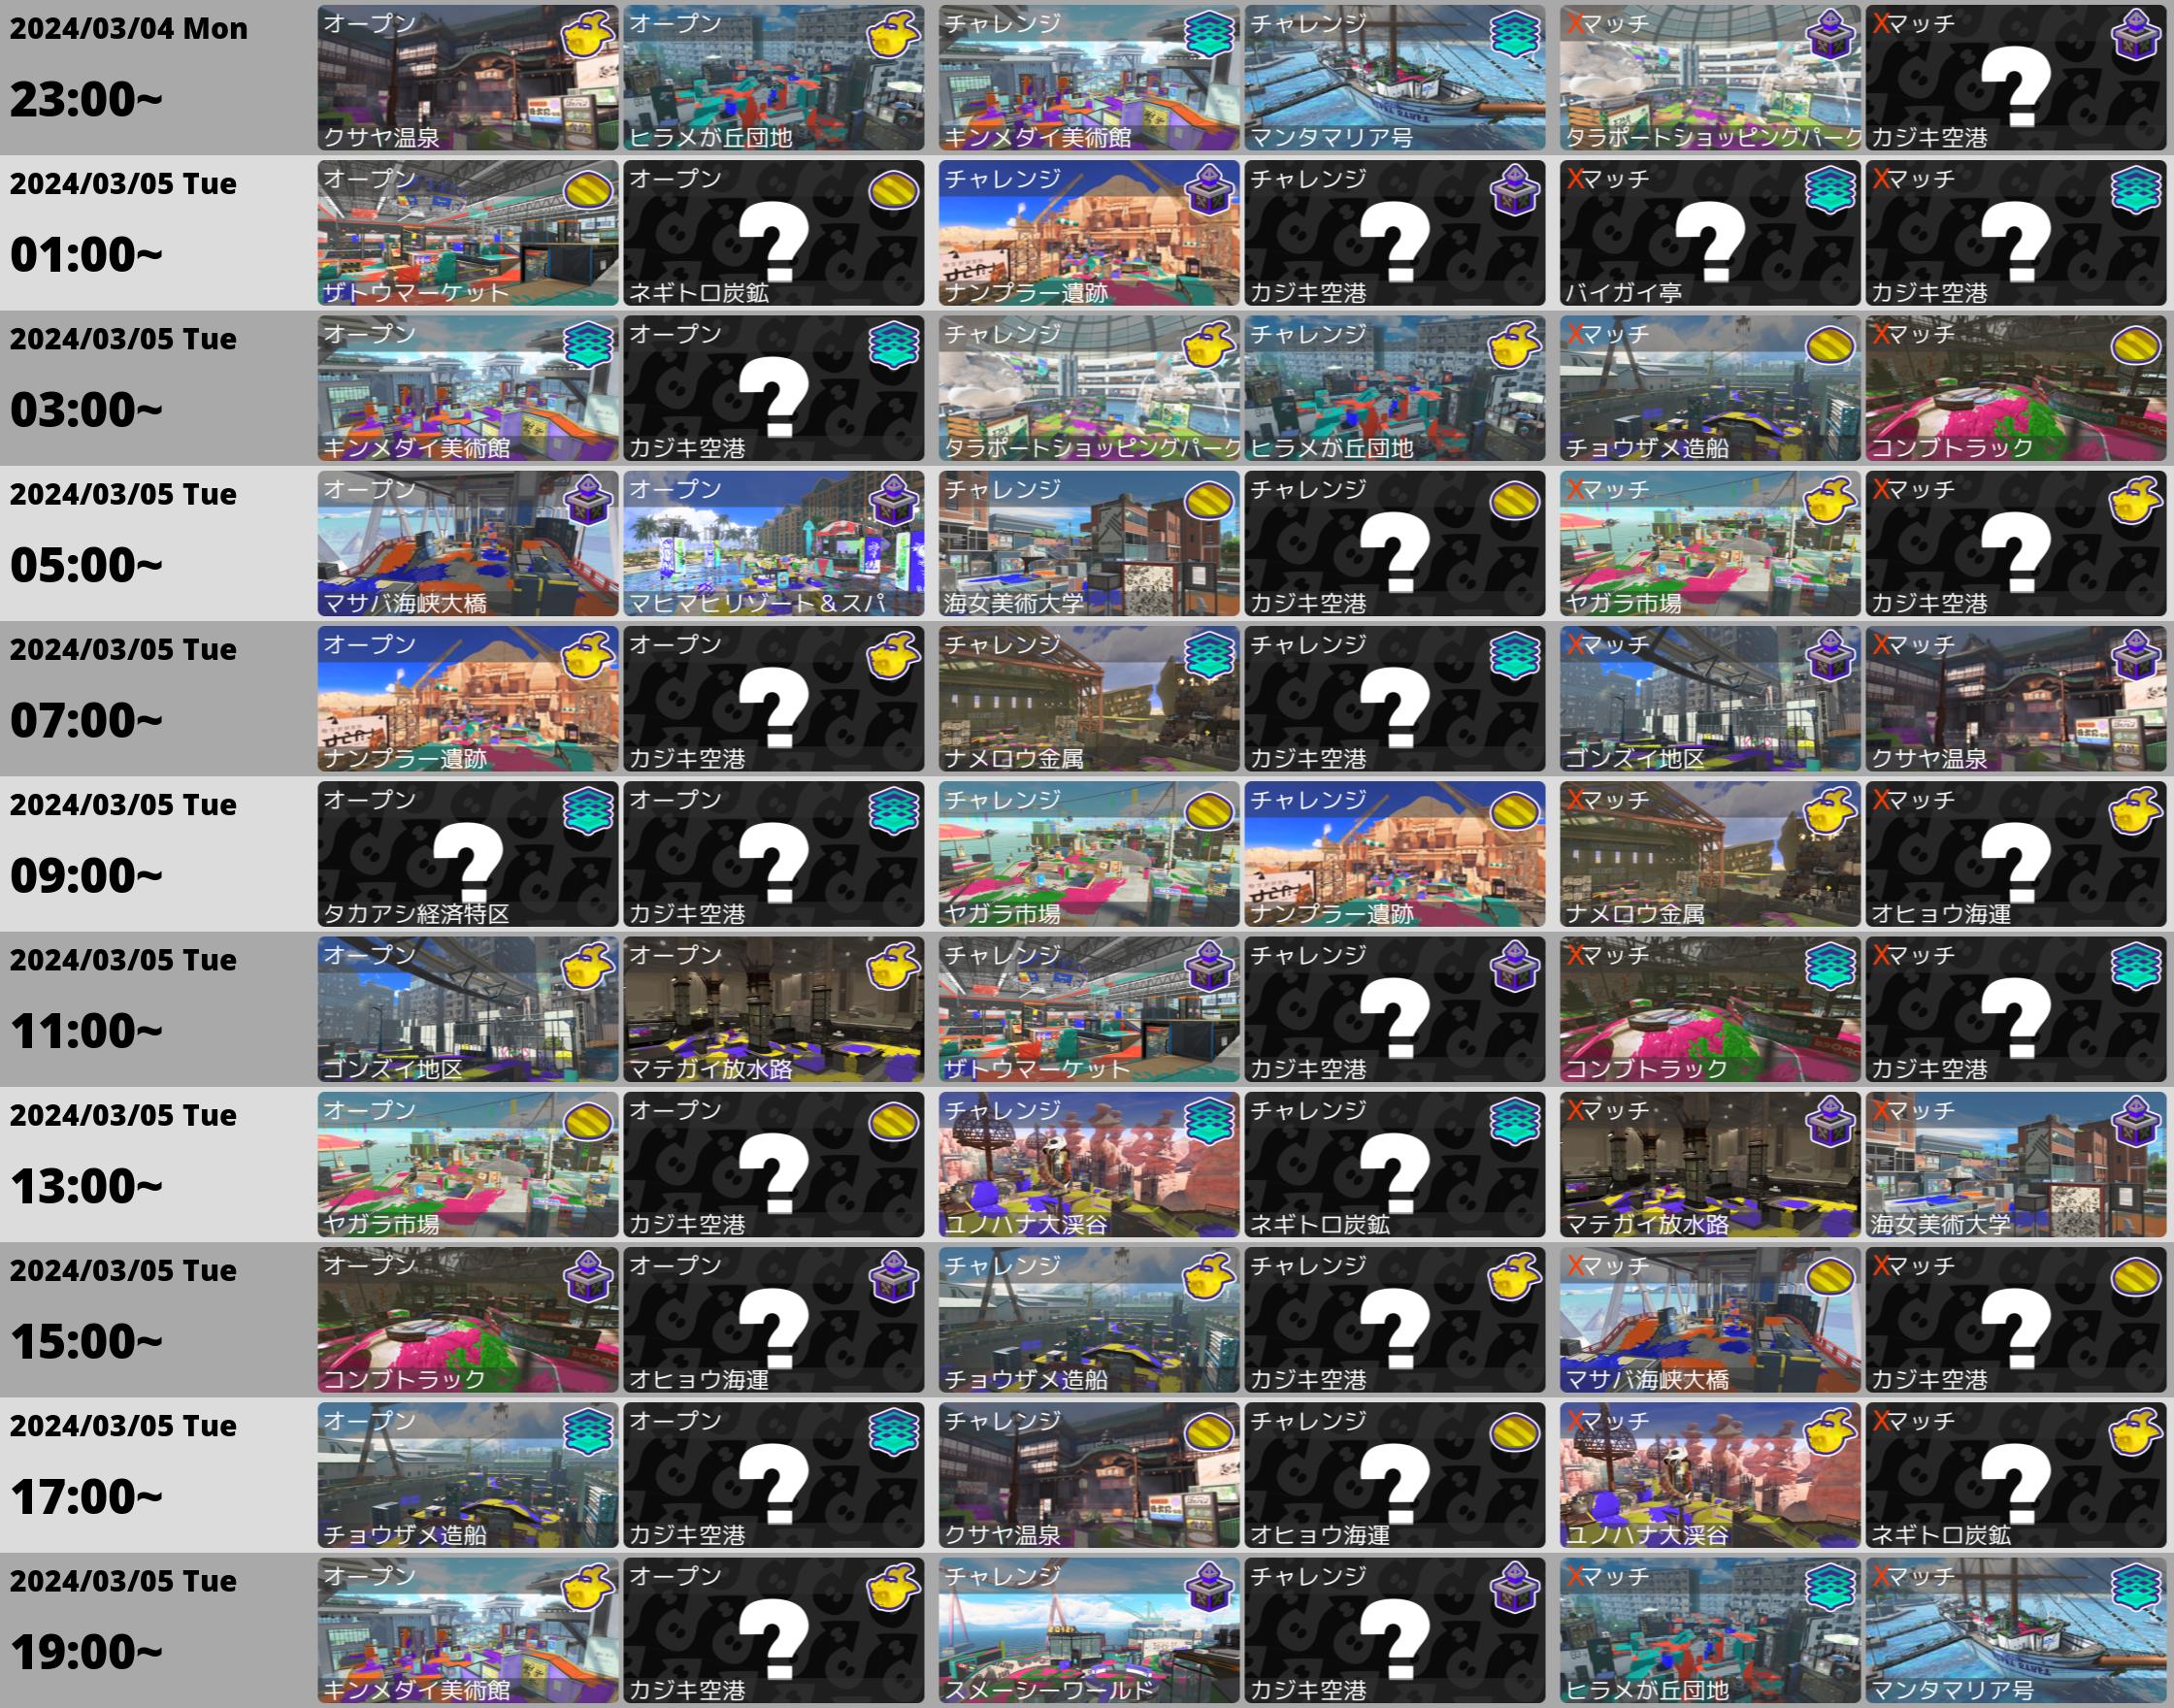 2024/03/04 Mon
23:00~
オープン
クサヤ温泉
オープン
ヒラメが丘団地
チャレンジ
キンメダイ美術館
チャレンジ
マンタマリア号
Xマッチ
タラポートショッピングパーク
Xマッチ
カジキ空港
2024/03/05 Tue
01:00~
オープン
ザトウマーケット
オープン
ネギトロ炭鉱
チャレンジ
ナンプラー遺跡
チャレンジ
カジキ空港
Xマッチ
バイガイ亭
Xマッチ
カジキ空港
2024/03/05 Tue
03:00~
オープン
キンメダイ美術館
オープン
カジキ空港
チャレンジ
タラポートショッピングパーク
チャレンジ
ヒラメが丘団地
Xマッチ
チョウザメ造船
Xマッチ
コンブトラック
2024/03/05 Tue
05:00~
オープン
マサバ海峡大橋
オープン
マヒマヒリゾート＆スパ
チャレンジ
海女美術大学
チャレンジ
カジキ空港
Xマッチ
ヤガラ市場
Xマッチ
カジキ空港
2024/03/05 Tue
07:00~
オープン
ナンプラー遺跡
オープン
カジキ空港
チャレンジ
ナメロウ金属
チャレンジ
カジキ空港
Xマッチ
ゴンズイ地区
Xマッチ
クサヤ温泉
2024/03/05 Tue
09:00~
オープン
タカアシ経済特区
オープン
カジキ空港
チャレンジ
ヤガラ市場
チャレンジ
ナンプラー遺跡
Xマッチ
ナメロウ金属
Xマッチ
オヒョウ海運
2024/03/05 Tue
11:00~
オープン
ゴンズイ地区
オープン
マテガイ放水路
チャレンジ
ザトウマーケット
チャレンジ
カジキ空港
Xマッチ
コンブトラック
Xマッチ
カジキ空港
2024/03/05 Tue
13:00~
オープン
ヤガラ市場
オープン
カジキ空港
チャレンジ
ユノハナ大渓谷
チャレンジ
ネギトロ炭鉱
Xマッチ
マテガイ放水路
Xマッチ
海女美術大学
2024/03/05 Tue
15:00~
オープン
コンブトラック
オープン
オヒョウ海運
チャレンジ
チョウザメ造船
チャレンジ
カジキ空港
Xマッチ
マサバ海峡大橋
Xマッチ
カジキ空港
2024/03/05 Tue
17:00~
オープン
チョウザメ造船
オープン
カジキ空港
チャレンジ
クサヤ温泉
チャレンジ
オヒョウ海運
Xマッチ
ユノハナ大渓谷
Xマッチ
ネギトロ炭鉱
2024/03/05 Tue
19:00~
オープン
キンメダイ美術館
オープン
カジキ空港
チャレンジ
スメーシーワールド
チャレンジ
カジキ空港
Xマッチ
ヒラメが丘団地
Xマッチ
マンタマリア号